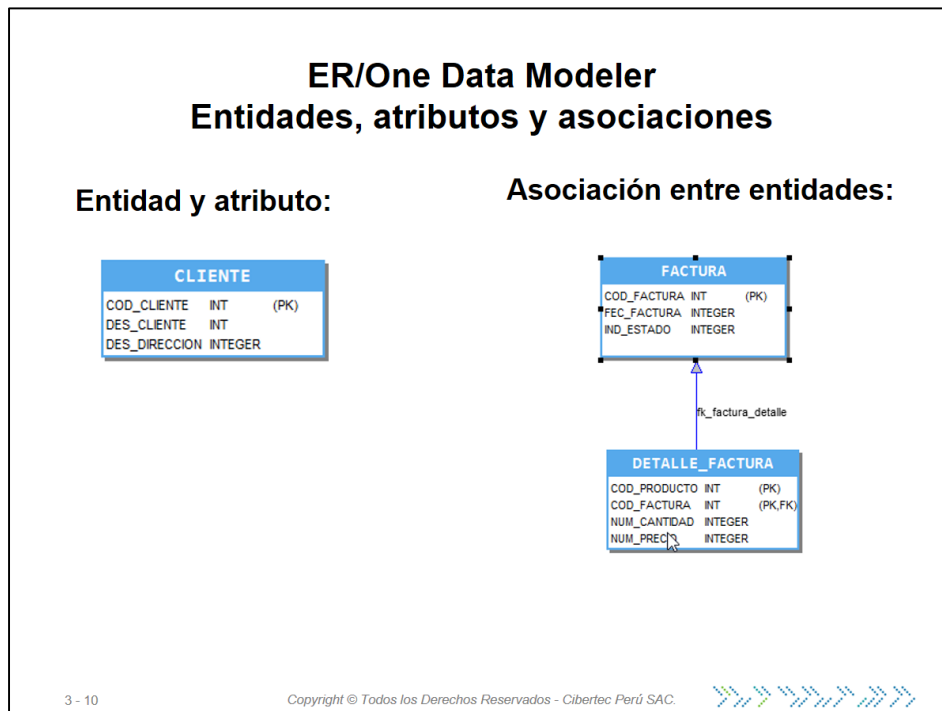 ER/One Data Modeler
Entidades, atributos y asociaciones
Entidad y atributo:
CLIENTE
COD_CLIENTE INT (PK)
DES_CLIENTE INT
DES_DIRECCION INTEGER
Asociación entre entidades:
FACTURA
COD_FACTURA INT (PK)
FEC_FACTURA INTEGER
IND_ESTADO INTEGER
fk_factura_detalle
DETALLE_FACTURA
COD_PRODUCTO INT (PK)
COD_FACTURA INT (PK,FK)
NUM_CANTIDAD INTEGER
NUM_PRECIO INTEGER
3 - 10
Copyright © Todos los Derechos Reservados - Cibertec Perú SAC.